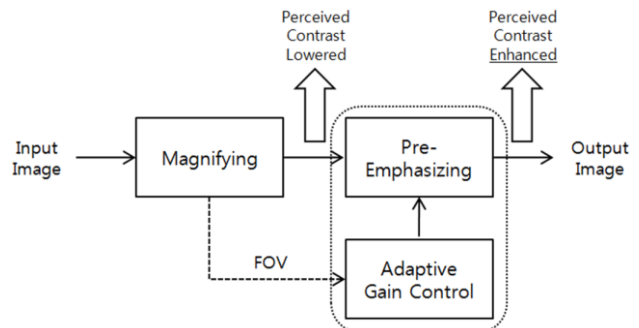 Perceived
Contrast
Lowered
Perceived
Contrast
Enhanced
Input
Image
Magnifying
Pre-
Emphasizing
Output
Image
FOV
Adaptive
Gain Control